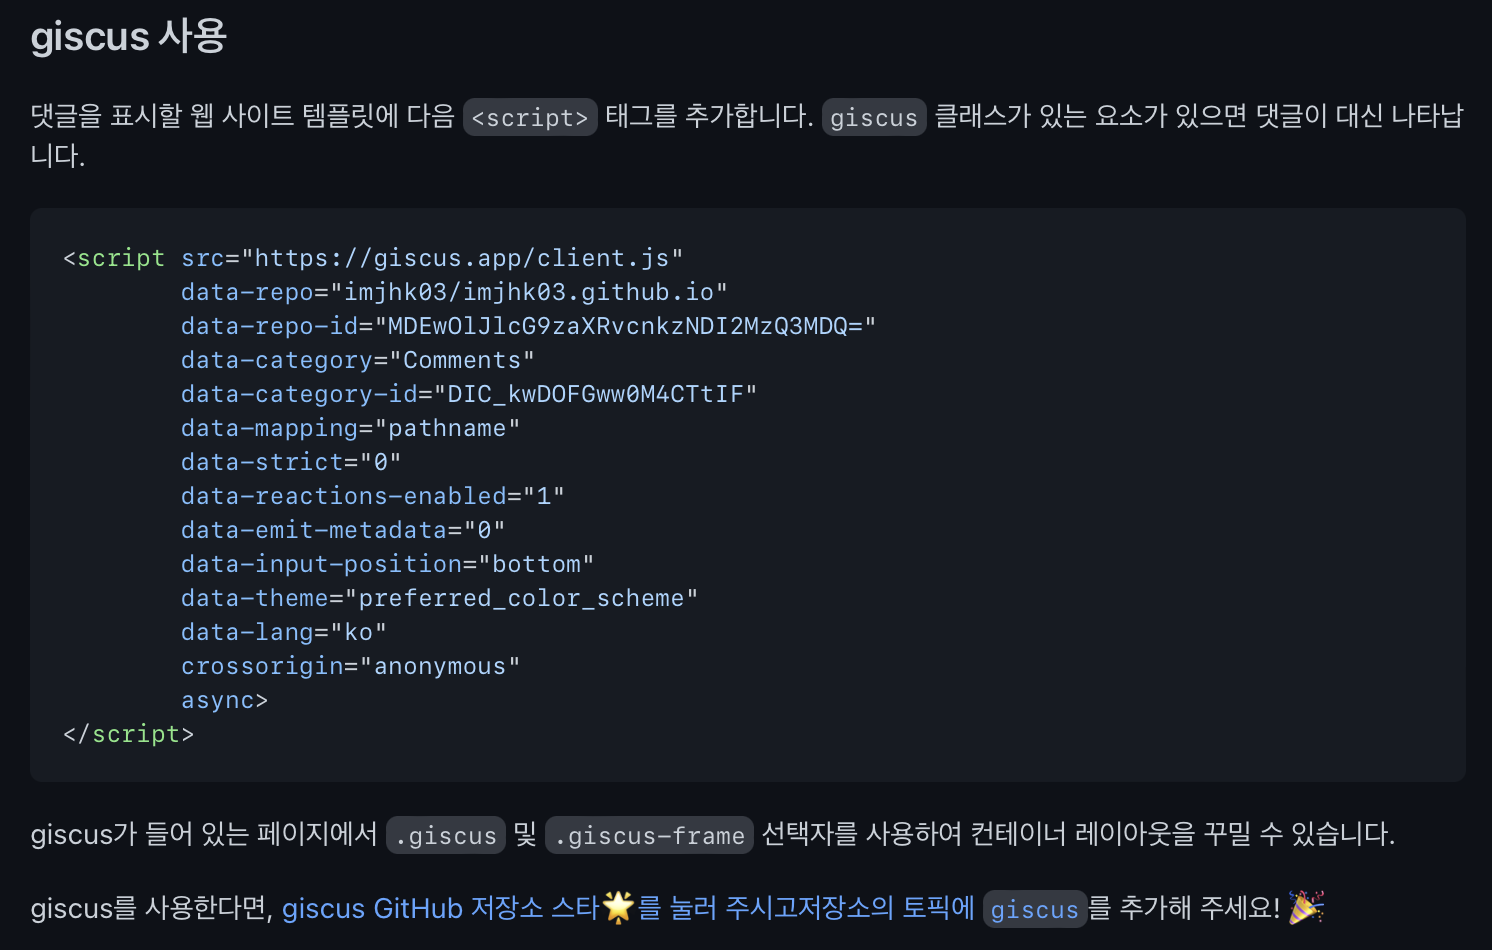 giscus 사용
댓글을 표시할 웹 사이트 템플릿에 다음 <script> 태그를 추가합니다. giscus 클래스가 있는 요소가 있으면 댓글이 대신 나타납
니다.
<script src="https://giscus.app/client.js"
data-repo="imjhk03/imjhk03.github.io"
data-repo-id="MDEwOlJlcG9zaXRvcnkzNDI2MzQ3MDQ="
data-category="Comments"
data-category-id="DIC_kwDOFGww0M4CTtIF"
data-mapping="pathname"
data-strict="0"
data-reactions-enabled="1"
data-emit-metadata="0"
data-input-position="bottom"
data-theme="preferred_color_scheme"
data-lang="ko"
crossorigin="anonymous"
async>
</script>
giscus가 들어 있는 페이지에서 .giscus 및 .giscus-frame 선택자를 사용하여 컨테이너 레이아웃을 꾸밀 수 있습니다.
giscus를 사용한다면, giscus GitHub 저장소 스타🌟를 눌러 주시고저장소의 토픽에 giscus를 추가해 주세요! 🎉